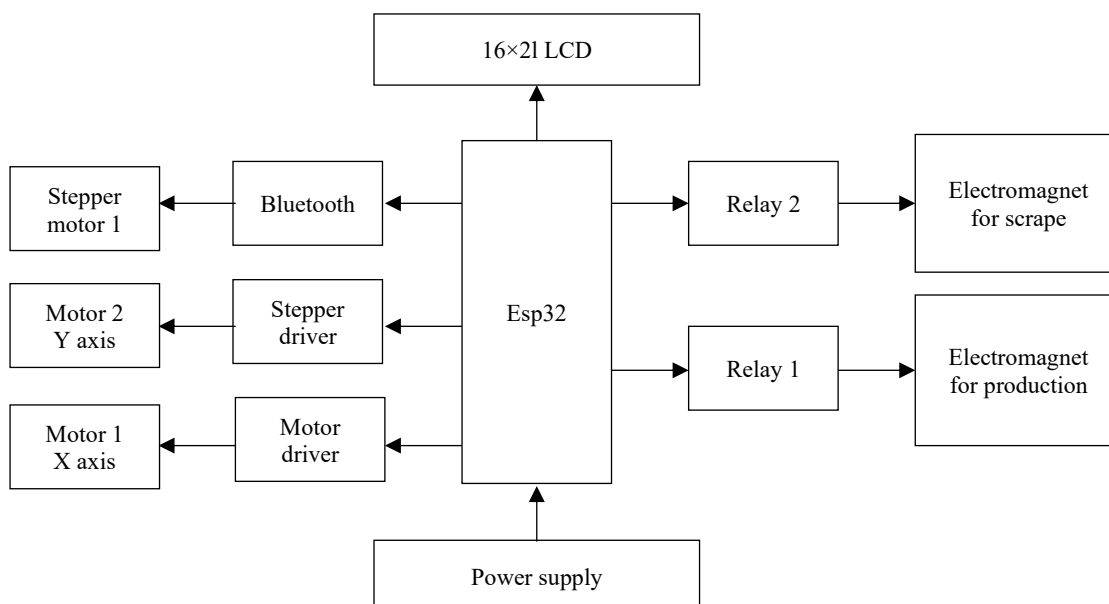 16×2l LCD
Stepper
motor 1
Bluetooth
Esp32
Relay 2
Electromagnet
for scrape
Motor 2
Y axis
Stepper
driver
Relay 1
Electromagnet
for production
Motor 1
X axis
Motor
driver
Power supply